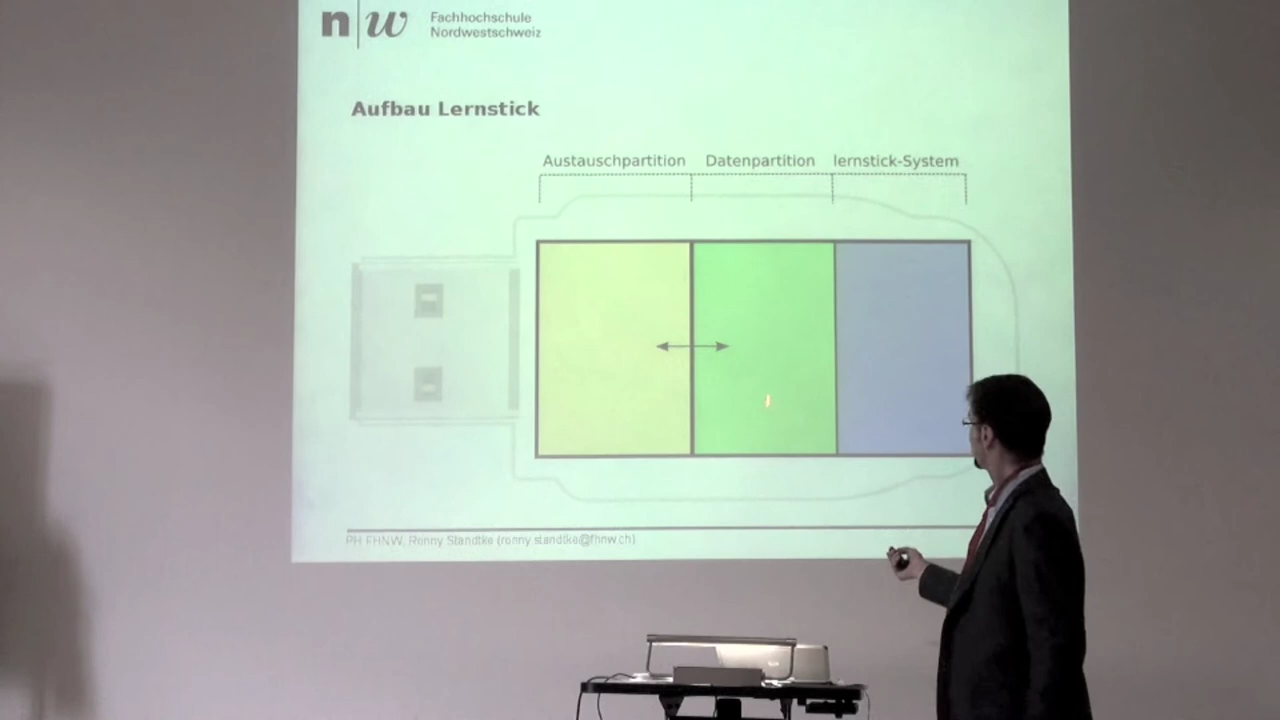 n|w Fachhochschule
Nordwestschweiz
Aufbau Lernstick
Austauschpartition Datenpartition lernstick-System
PH FHNW, Ronny Standtke (ronny.standtke@fhnw.ch)